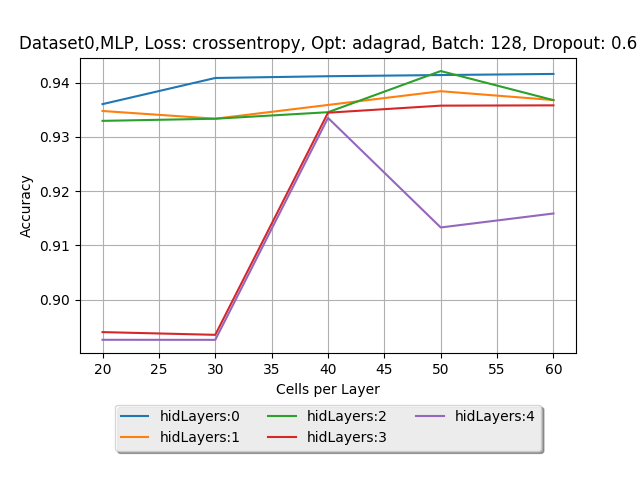 Dataset0,MLP, Loss: crossentropy, Opt: adagrad, Batch: 128, Dropout: 0.6
0.94
0.93
0.92
0.91
0.90
Accuracy
20 25 30 35 40 45 50 55 60
Cells per Layer
hidLayers:0 hidLayers:2 hidLayers:4
hidLayers:1 hidLayers:3